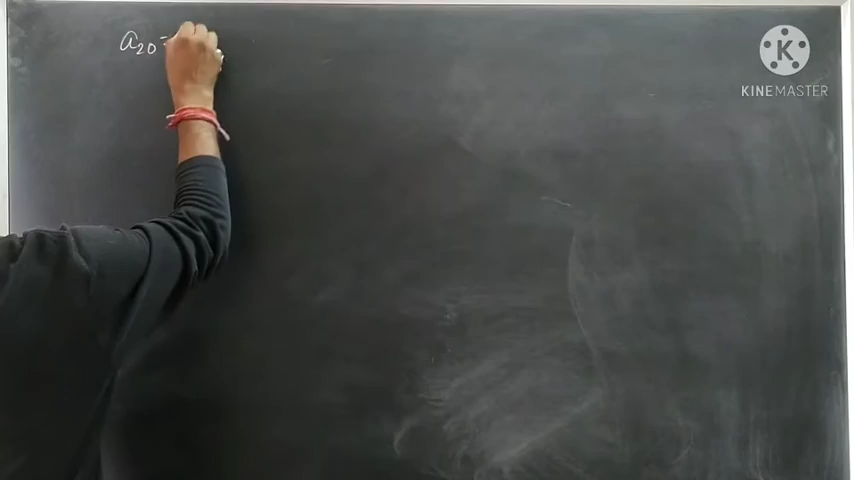 a₂₀ =
K
KINEMASTER